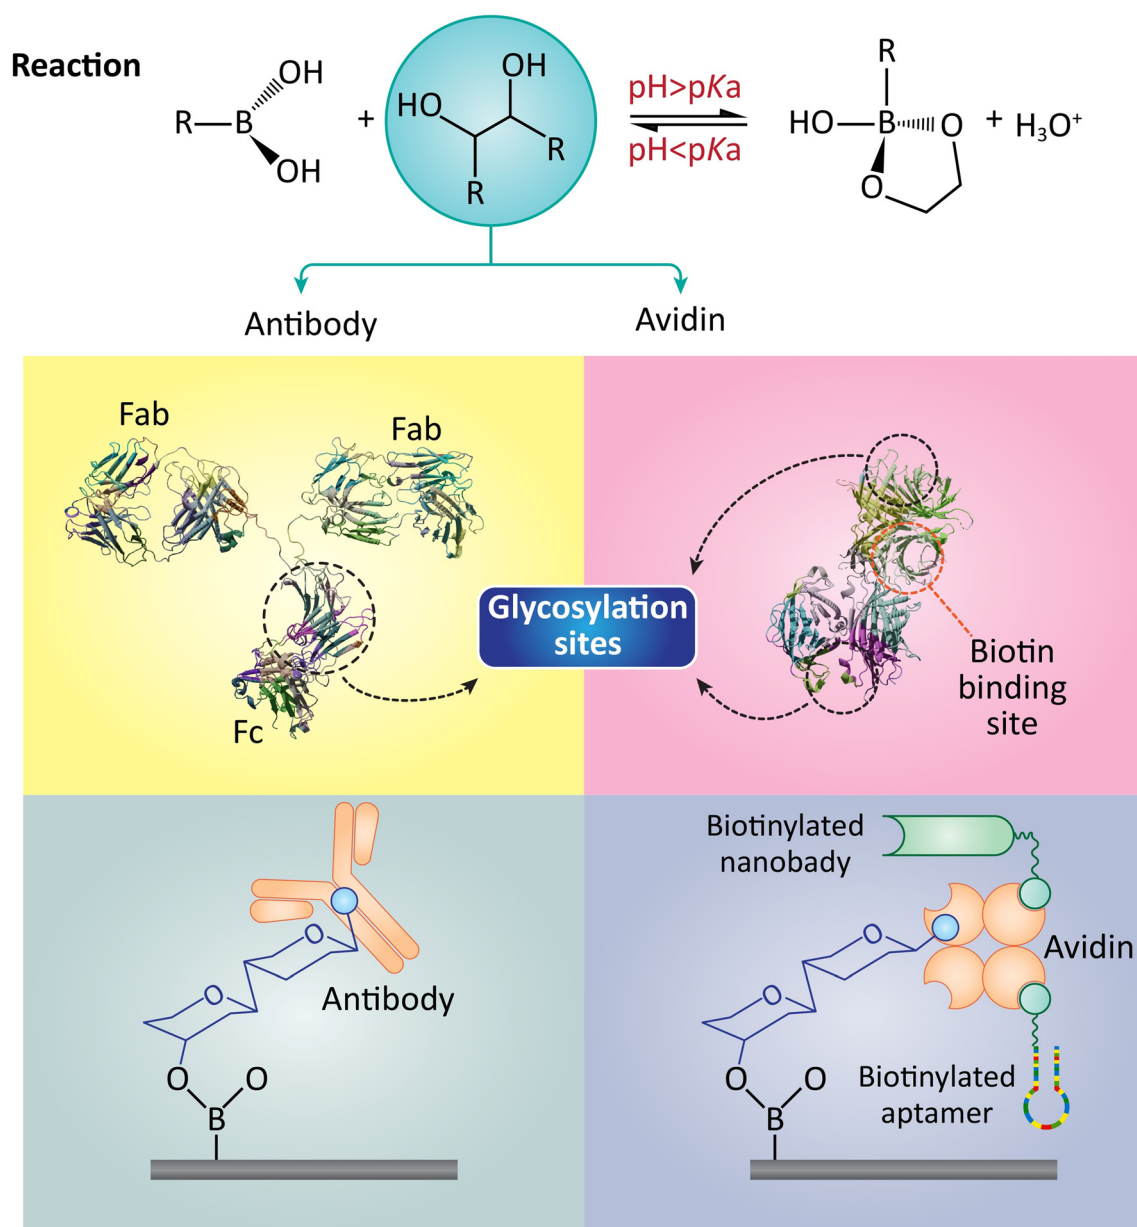 Reaction
R–B
OH
OH
+
HO
OH
R
R
pH>pKa
pH<pKa
R
HO–B
O
O
+ H₃O⁺
Antibody
Avidin
Fab
Fab
Fc
Glycosylation
sites
Biotin
binding
site
Biotinylated
nanobady
Avidin
Biotinylated
aptamer
Antibody
O
O
O
O
B
O
O
O
O
B